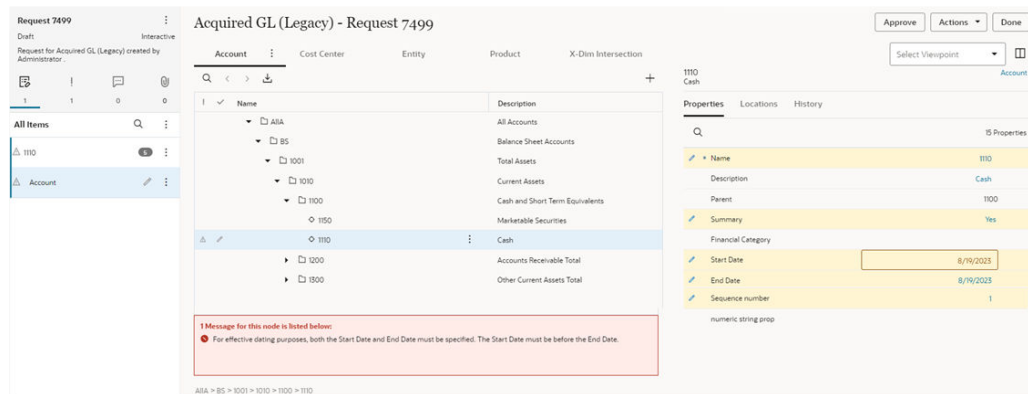 Request 7499
Draft
Interactive
Request for Acquired GL (Legacy) created by
Administrator .
1
1
0
0
All Items
1110
5
Account
Acquired GL (Legacy) - Request 7499
Approve
Actions
Done
Account
Cost Center
Entity
Product
X-Dim Intersection
Select Viewpoint
Name
Description
AllA
All Accounts
BS
Balance Sheet Accounts
1001
Total Assets
1010
Current Assets
1100
Cash and Short Term Equivalents
1150
Marketable Securities
1110
Cash
1200
Accounts Receivable Total
1300
Other Current Assets Total
1 Message for this node is listed below:
For effective dating purposes, both the Start Date and End Date must be specified. The Start Date must be before the End Date.
AllA > BS > 1001 > 1010 > 1100 > 1110
1110
Cash
Account
Properties
Locations
History
15 Properties
Name
1110
Description
Cash
Parent
1100
Summary
Yes
Financial Category
Start Date
8/19/2023
End Date
8/19/2023
Sequence number
1
numeric string prop